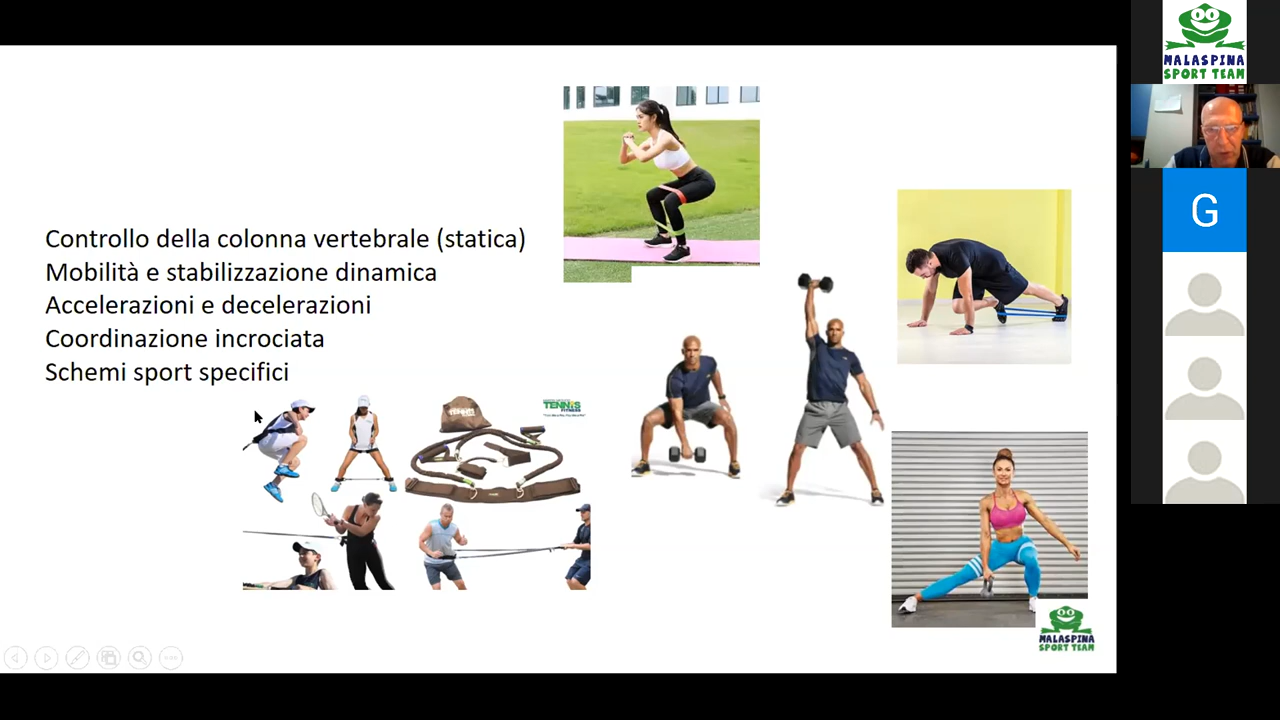 Controllo della colonna vertebrale (statica)
Mobilità e stabilizzazione dinamica
Accelerazioni e decelerazioni
Coordinazione incrociata
Schemi sport specifici
TENNIS
TENNIS
FITNESS
MALASPINA
SPORT TEAM
MALASPINA
SPORT TEAM
G